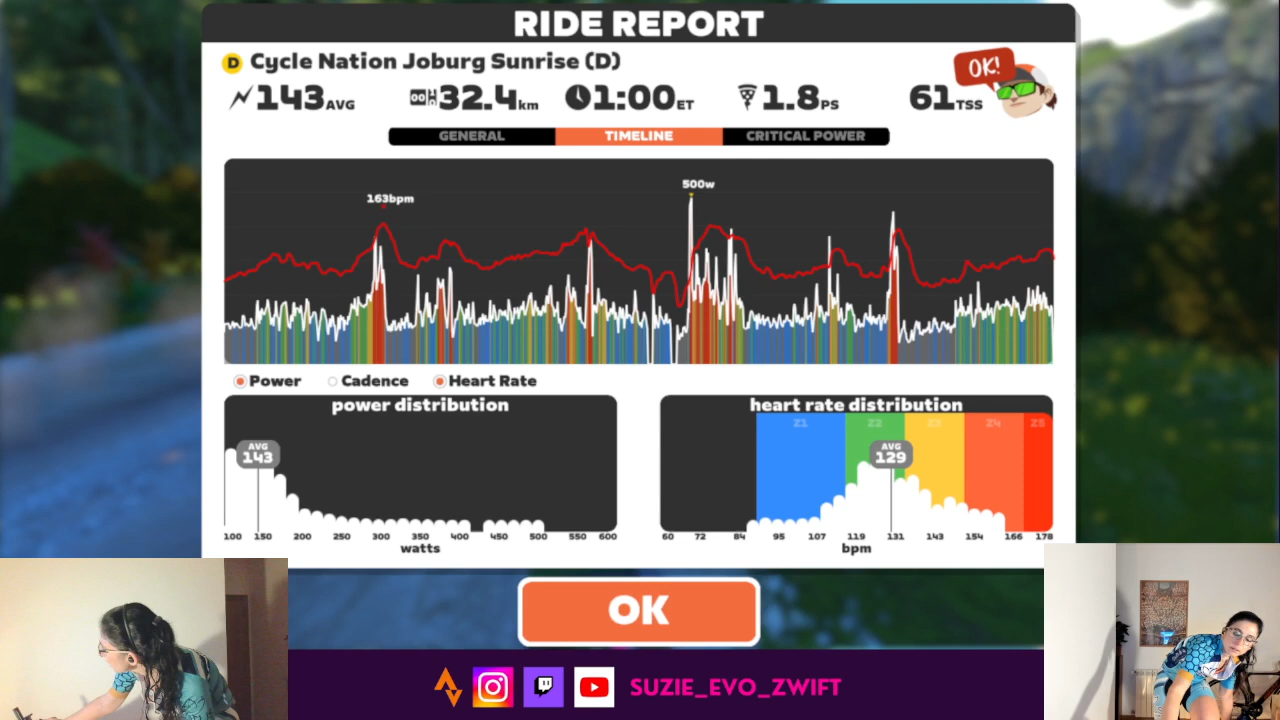 RIDE REPORT
D Cycle Nation Joburg Sunrise (D)
OK!
143AVG 32.4km 1:00ET 1.8PS 61TSS
GENERAL TIMELINE CRITICAL POWER
163bpm
500w
Power Cadence Heart Rate
power distribution
AVG
143
100 150 200 250 300 350 400 450 500 550 600
watts
heart rate distribution
Z1 Z2 Z3 Z4 Z5
AVG
129
60 72 84 95 107 119 131 143 154 166 178
bpm
OK
SUZIE_EVO_ZWIFT